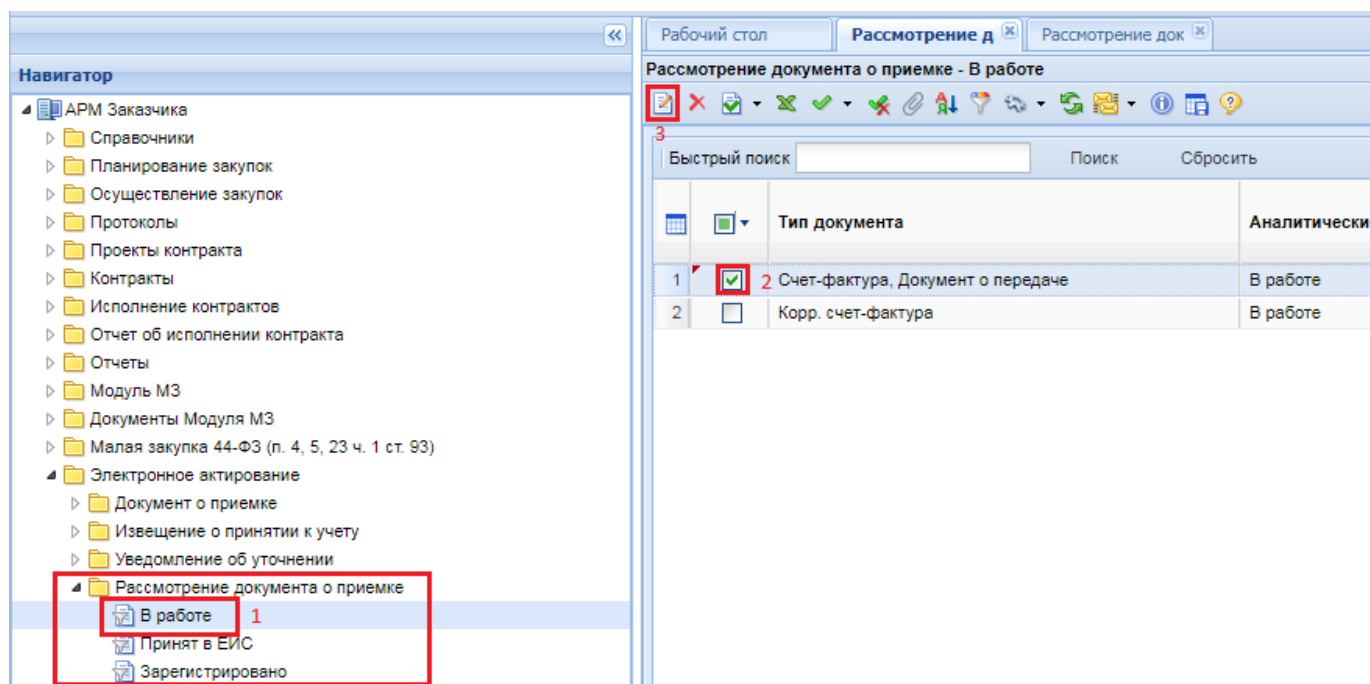 Навигатор
АРМ Заказчика
Справочники
Планирование закупок
Осуществление закупок
Протоколы
Проекты контракта
Контракты
Исполнение контрактов
Отчет об исполнении контракта
Отчеты
Модуль МЗ
Документы Модуля МЗ
Малая закупка 44-ФЗ (п. 4, 5, 23 ч. 1 ст. 93)
Электронное актирование
Документ о приемке
Извещение о принятии к учету
Уведомление об уточнении
Рассмотрение документа о приемке
В работе 1
Принят в ЕИС
Зарегистрировано
Рабочий стол Рассмотрение д Рассмотрение док
Рассмотрение документа о приемке - В работе
3
Быстрый поиск Поиск Сбросить
Тип документа Аналитически
1 2 Счет-фактура, Документ о передаче В работе
2 Корр. счет-фактура В работе